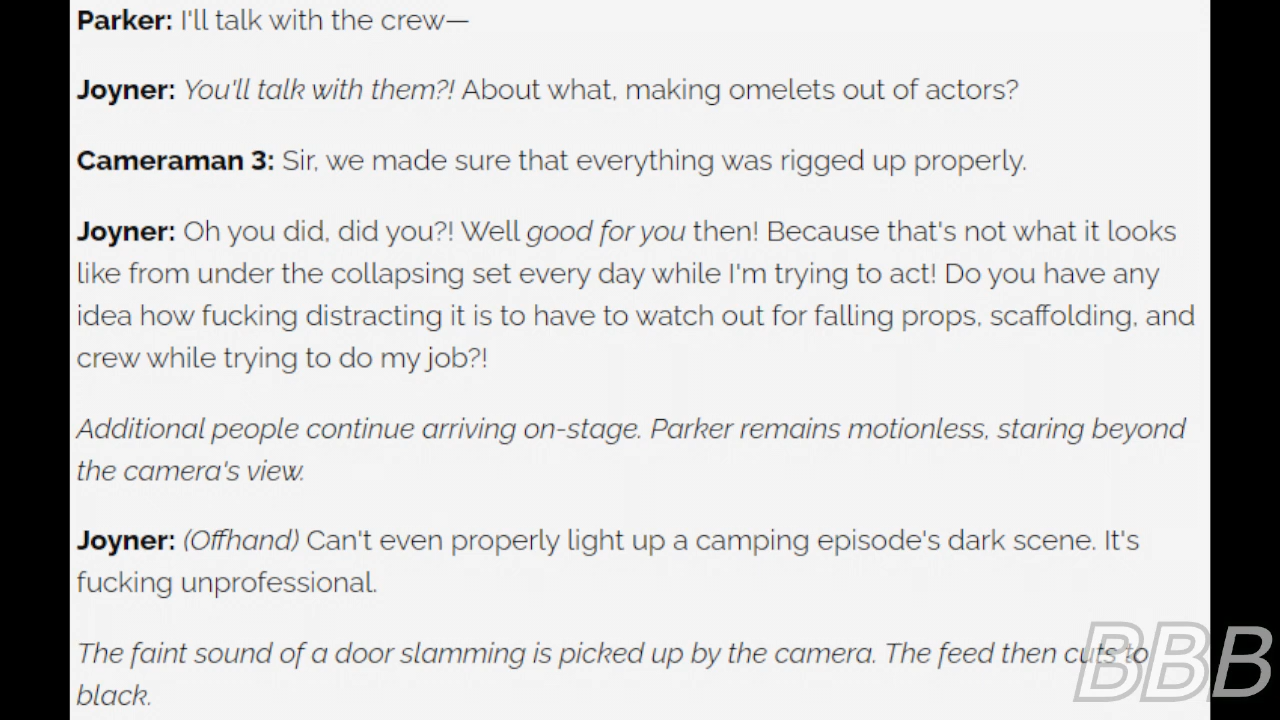 Parker: I'll talk with the crew—
Joyner: You'll talk with them?! About what, making omelets out of actors?
Cameraman 3: Sir, we made sure that everything was rigged up properly.
Joyner: Oh you did, did you?! Well good for you then! Because that's not what it looks
like from under the collapsing set every day while I'm trying to act! Do you have any
idea how fucking distracting it is to have to watch out for falling props, scaffolding, and
crew while trying to do my job?!
Additional people continue arriving on-stage. Parker remains motionless, staring beyond
the camera's view.
Joyner: (Offhand) Can't even properly light up a camping episode's dark scene. It's
fucking unprofessional.
The faint sound of a door slamming is picked up by the camera. The feed then cuts to
black.
BBB